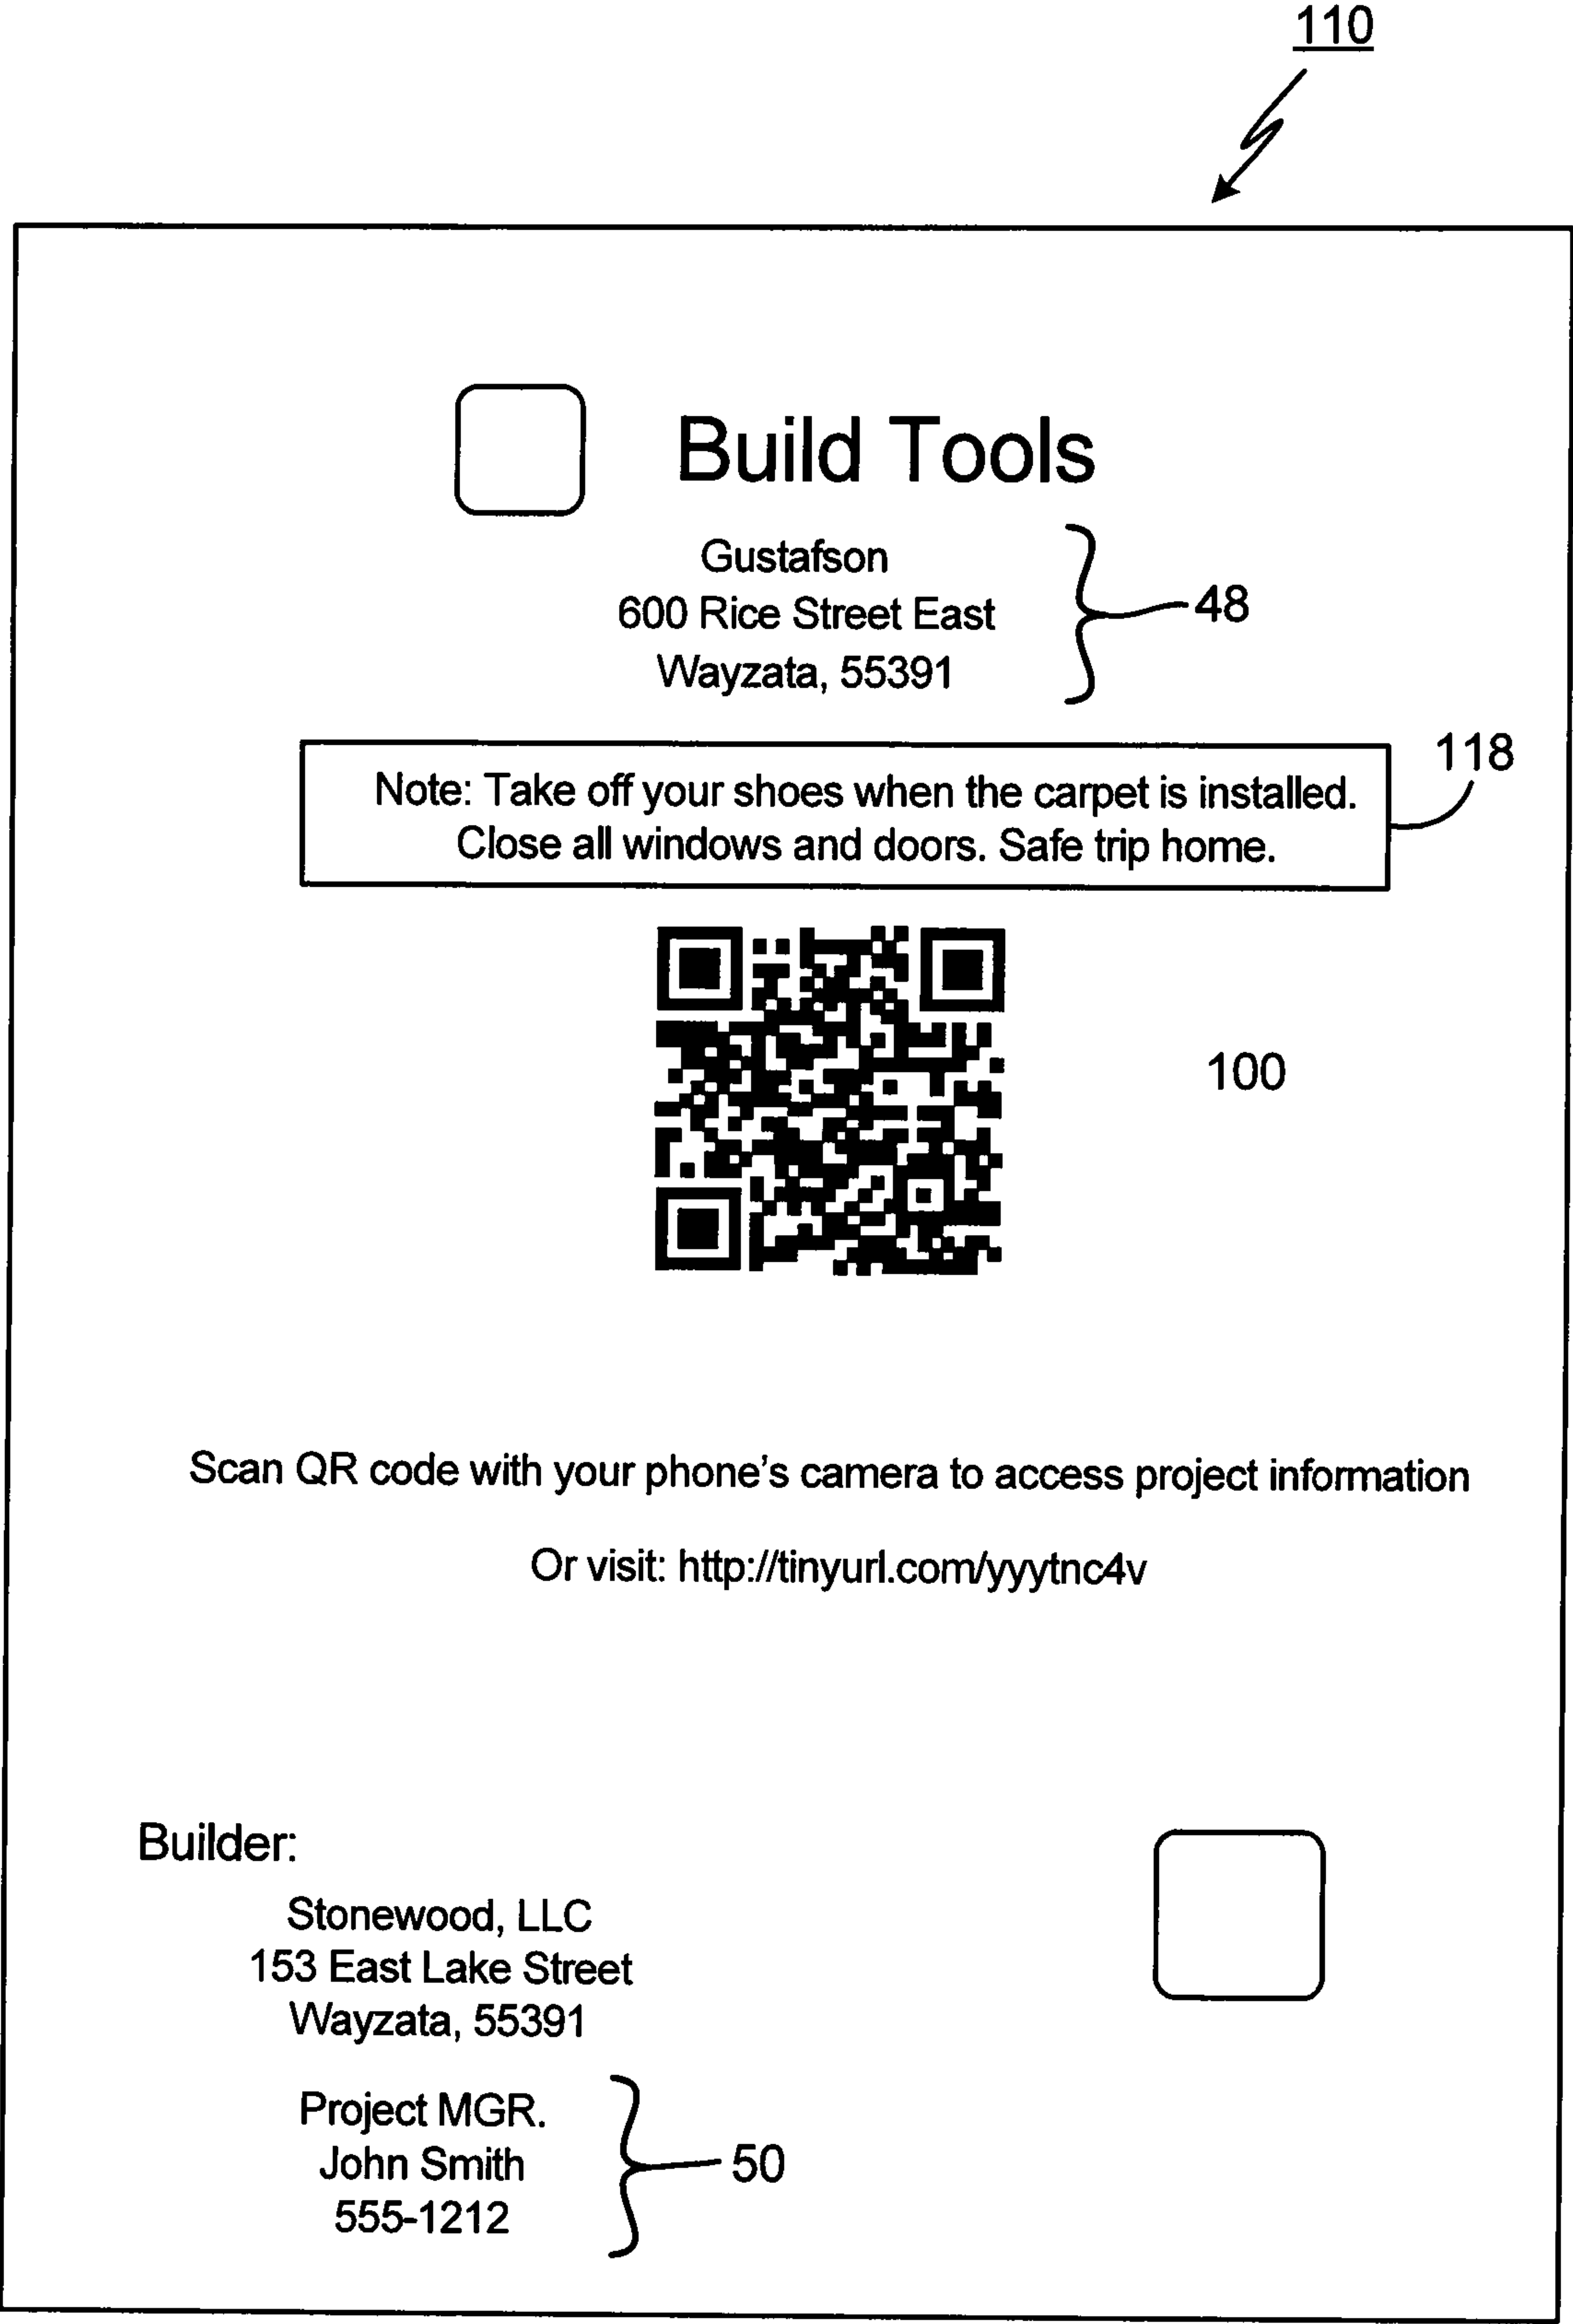 110
Build Tools
Gustafson
600 Rice Street East
Wayzata, 55391
48
118
Note: Take off your shoes when the carpet is installed.
Close all windows and doors. Safe trip home.
100
Scan QR code with your phone's camera to access project information
Or visit: http://tinyurl.com/yyytnc4v
Builder:
Stonewood, LLC
153 East Lake Street
Wayzata, 55391
Project MGR.
John Smith
555-1212
50